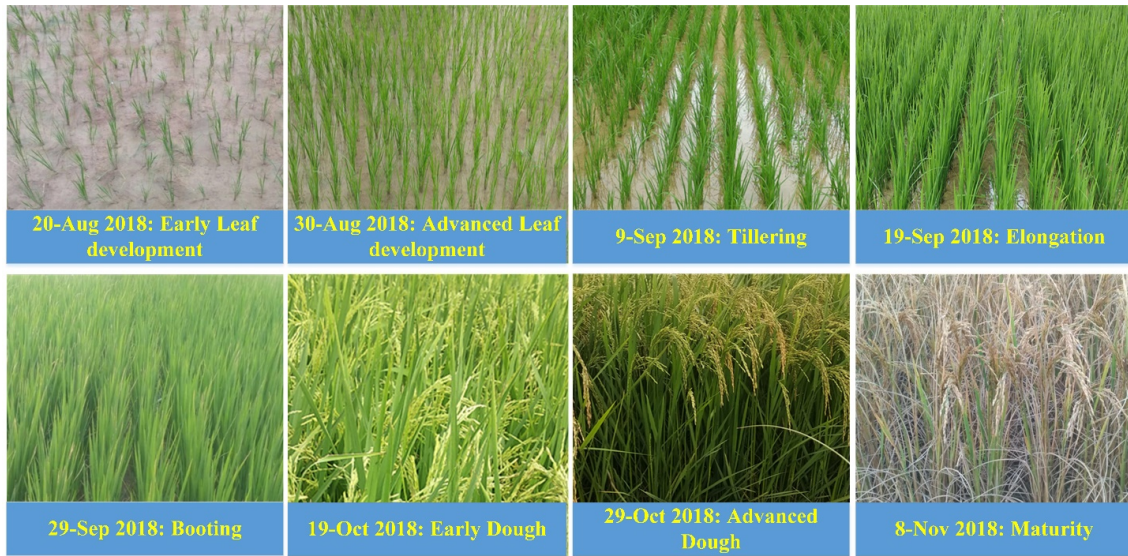 20-Aug 2018: Early Leaf
development
30-Aug 2018: Advanced Leaf
development
9-Sep 2018: Tillering
19-Sep 2018: Elongation
29-Sep 2018: Booting
19-Oct 2018: Early Dough
29-Oct 2018: Advanced
Dough
8-Nov 2018: Maturity